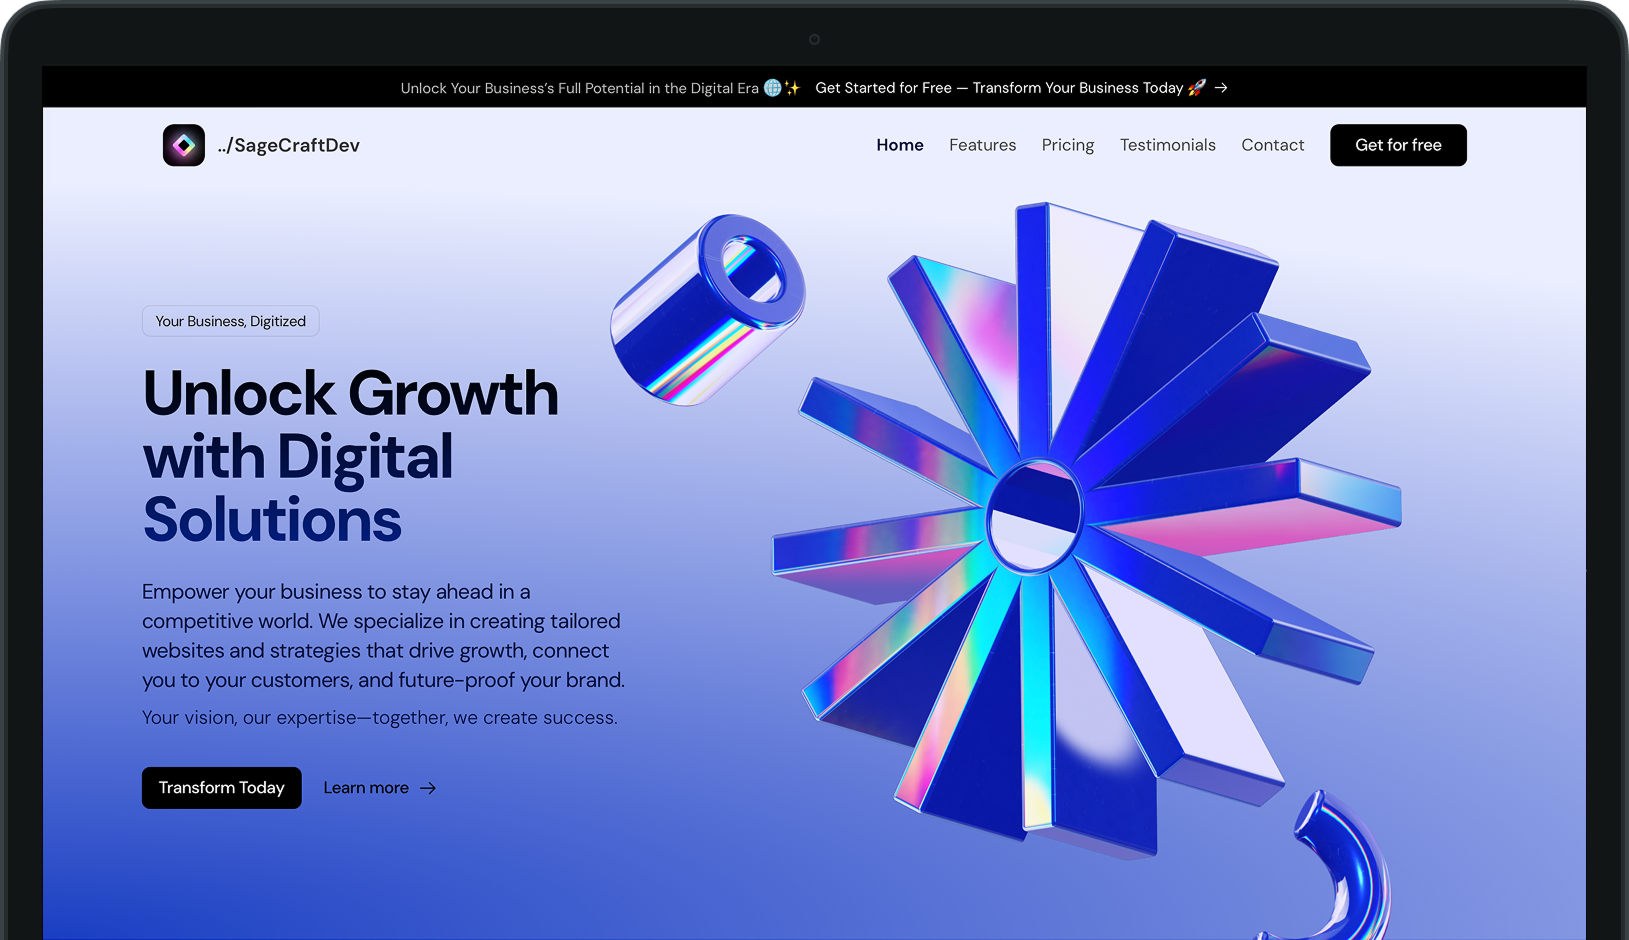 Unlock Your Business's Full Potential in the Digital Era 🌐✨ Get Started for Free — Transform Your Business Today 🚀 →
../SageCraftDev
Home Features Pricing Testimonials Contact Get for free
Your Business, Digitized
Unlock Growth
with Digital
Solutions
Empower your business to stay ahead in a
competitive world. We specialize in creating tailored
websites and strategies that drive growth, connect
you to your customers, and future-proof your brand.
Your vision, our expertise—together, we create success.
Transform Today Learn more →